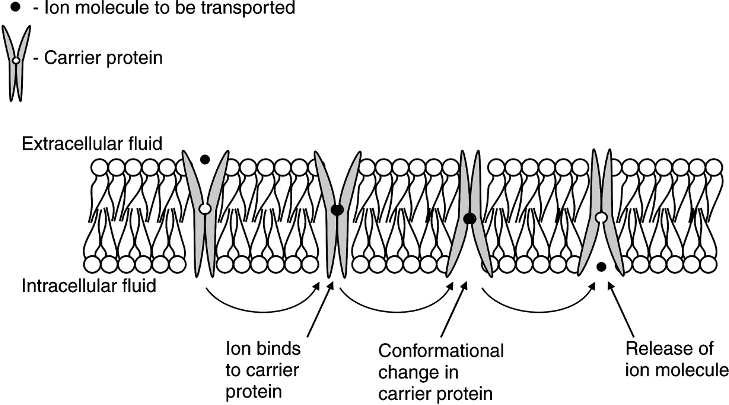 - Ion molecule to be transported
- Carrier protein
Extracellular fluid
Intracellular fluid
Ion binds
to carrier
protein
Conformational
change in
carrier protein
Release of
ion molecule